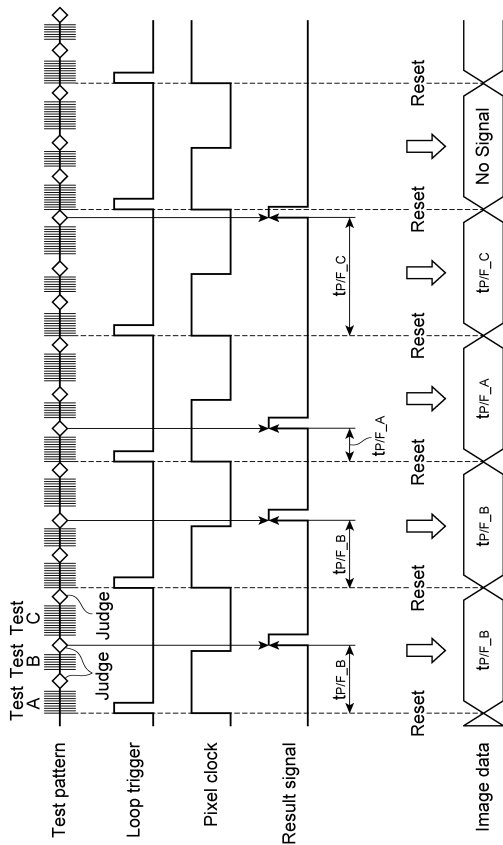 Test pattern
Test A
Test B
Test C
Judge
Judge
Loop trigger
Pixel clock
Result signal
tP/F_B
tP/F_B
tP/F_A
tP/F_C
Reset
Reset
Reset
Reset
Reset
Reset
Image data
tP/F_B
tP/F_B
tP/F_A
tP/F_C
No Signal